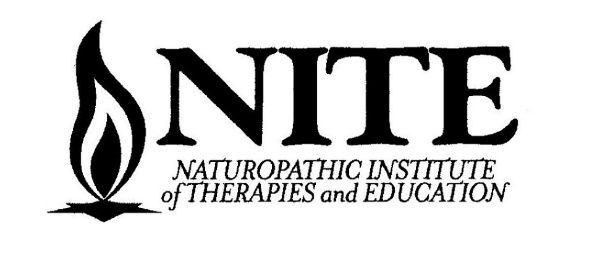 NITE
NATUROPATHIC INSTITUTE
of THERAPIES and EDUCATION